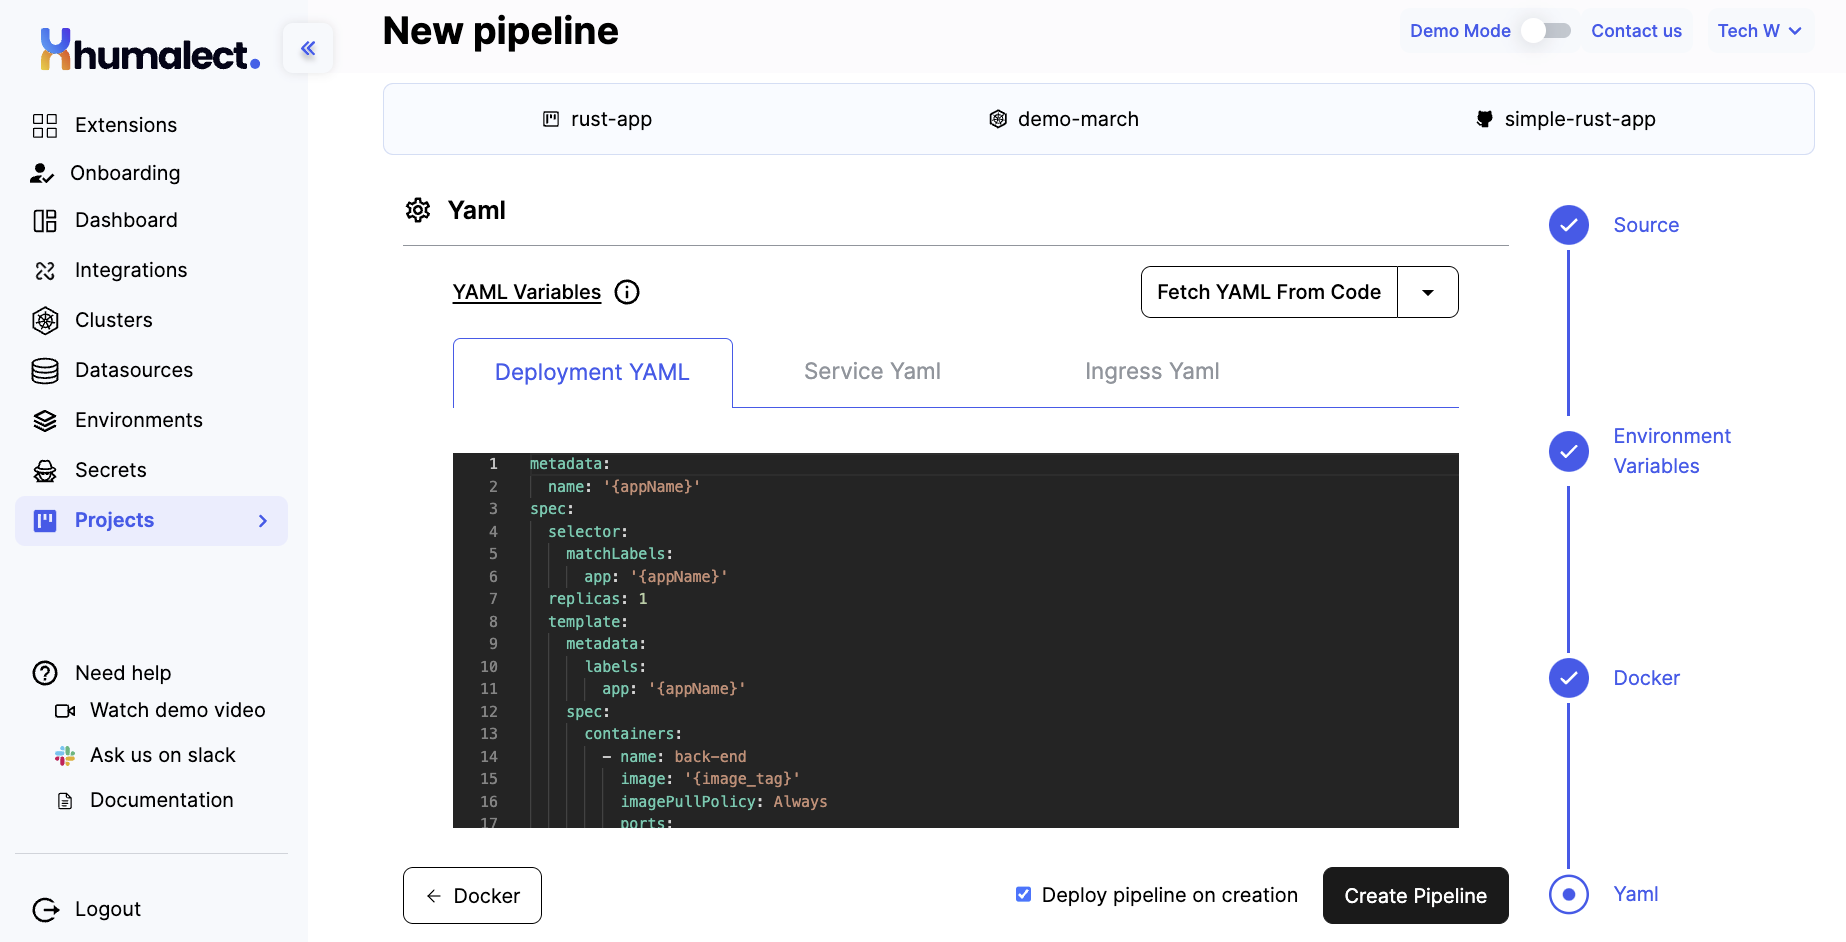 humalect.
Extensions
Onboarding
Dashboard
Integrations
Clusters
Datasources
Environments
Secrets
Projects
Need help
Watch demo video
Ask us on slack
Documentation
Logout
New pipeline
Demo Mode
Contact us
Tech W
rust-app
demo-march
simple-rust-app
Yaml
YAML Variables
Fetch YAML From Code
Deployment YAML
Service Yaml
Ingress Yaml
1 metadata:
2 name: '{appName}'
3 spec:
4 selector:
5 matchLabels:
6 app: '{appName}'
7 replicas: 1
8 template:
9 metadata:
10 labels:
11 app: '{appName}'
12 spec:
13 containers:
14 - name: back-end
15 image: '{image_tag}'
16 imagePullPolicy: Always
17 ports:
← Docker
Deploy pipeline on creation
Create Pipeline
Source
Environment
Variables
Docker
Yaml